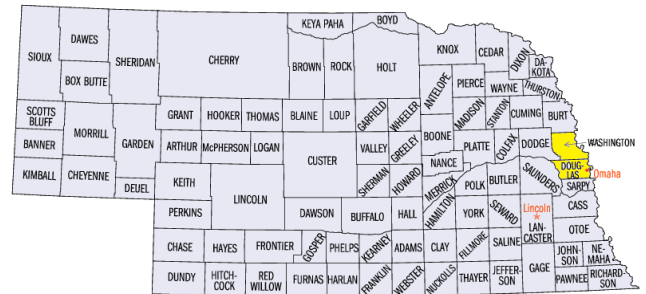 KEYA PAHA
BOYD
SIOUX
DAWES
SHERIDAN
CHERRY
BROWN
ROCK
HOLT
KNOX
CEDAR
DIXON
DA-
KOTA
BOX BUTTE
ANTELOPE
PIERCE
WAYNE
THURSTON
SCOTTS
BLUFF
MORRILL
GARDEN
GRANT
HOOKER
THOMAS
BLAINE
LOUP
GARFIELD
WHEELER
MADISON
STANTON
CUMING
BURT
BANNER
ARTHUR
McPHERSON
LOGAN
CUSTER
VALLEY
GREELEY
BOONE
PLATTE
COLFAX
DODGE
WASHINGTON
NANCE
KIMBALL
CHEYENNE
DEUEL
KEITH
LINCOLN
SHERMAN
HOWARD
MERRICK
POLK
BUTLER
SAUNDERS
DOUG-
LAS
Omaha
SARPY
PERKINS
DAWSON
BUFFALO
HALL
HAMILTON
YORK
SEWARD
Lincoln
LAN-
CASTER
CASS
OTOE
CHASE
HAYES
FRONTIER
GOSPER
PHELPS
KEARNEY
ADAMS
CLAY
FILLMORE
SALINE
GAGE
JOHN-
SON
NE-
MAHA
DUNDY
HITCH-
COCK
RED
WILLOW
FURNAS
HARLAN
FRANKLIN
WEBSTER
NUCKOLLS
THAYER
JEFFER-
SON
PAWNEE
RICHARD
SON